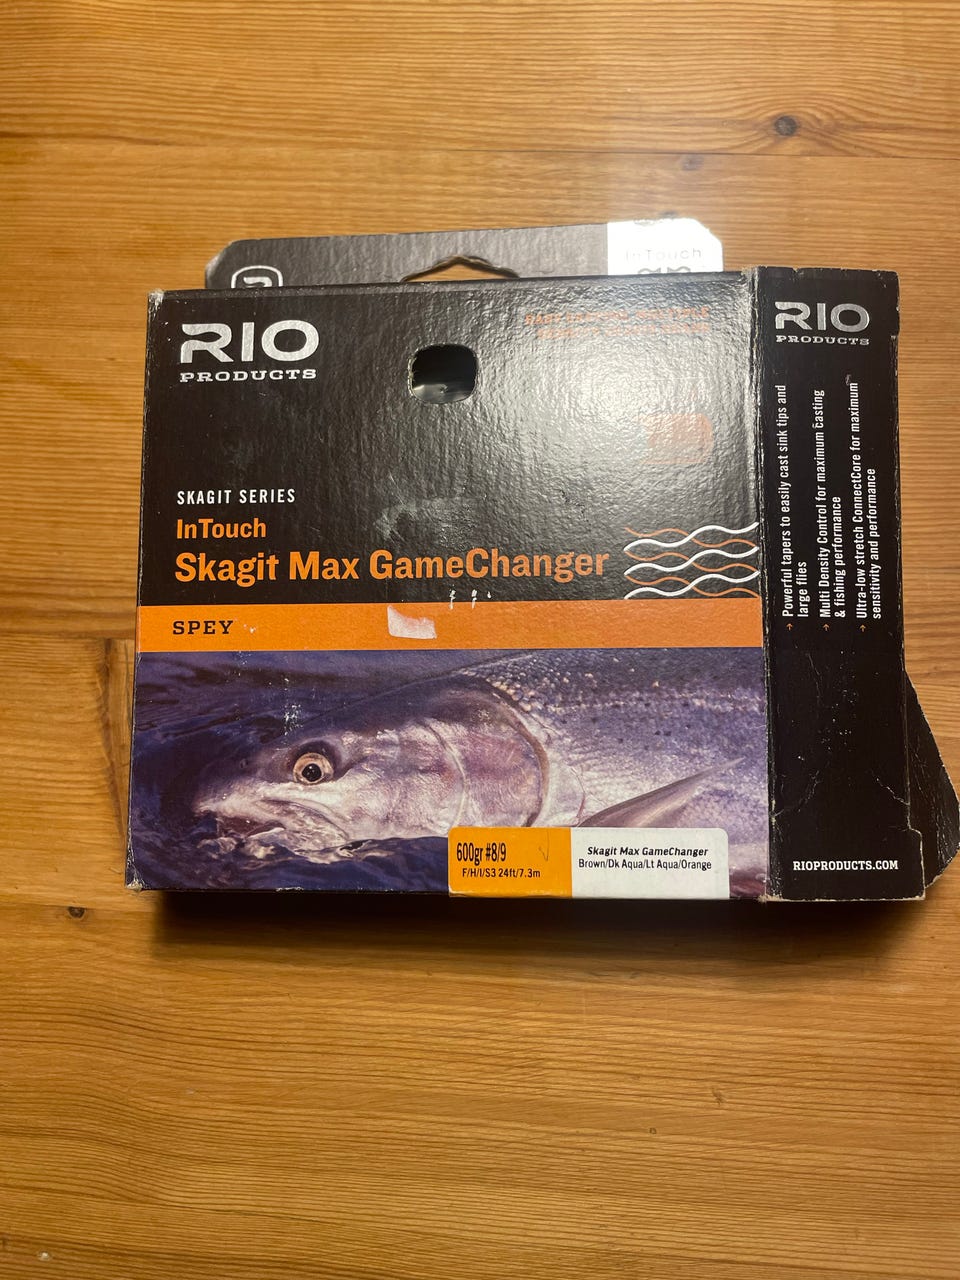 InTouch
RIO
PRODUCTS
SKAGIT SERIES
InTouch
Skagit Max GameChanger
SPEY
600gr #8/9
F/H/I/S3 24ft/7.3m
Skagit Max GameChanger
Brown/Dk Aqua/Lt Aqua/Orange
RIO
PRODUCTS
→ Powerful tapers to easily cast sink tips and
large flies
→ Multi Density Control for maximum casting
& fishing performance
→ Ultra-low stretch ConnectCore for maximum
sensitivity and performance
RIOPRODUCTS.COM